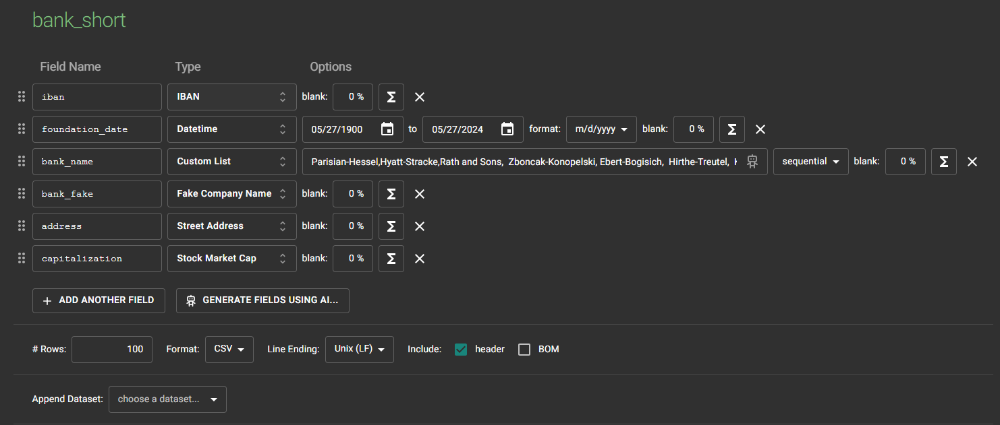 bank_short
Field Name Type Options
iban IBAN blank: 0 % Σ
foundation_date Datetime 05/27/1900 to 05/27/2024 format: m/d/yyyy blank: 0 % Σ
bank_name Custom List Parisian-Hessel,Hyatt-Stracke,Rath and Sons, Zboncak-Konopelski, Ebert-Bogisich, Hirthe-Treutel, sequential blank: 0 % Σ
bank_fake Fake Company Name blank: 0 % Σ
address Street Address blank: 0 % Σ
capitalization Stock Market Cap blank: 0 % Σ
+ ADD ANOTHER FIELD GENERATE FIELDS USING AI...
# Rows: 100 Format: CSV Line Ending: Unix (LF) Include: header BOM
Append Dataset: choose a dataset...